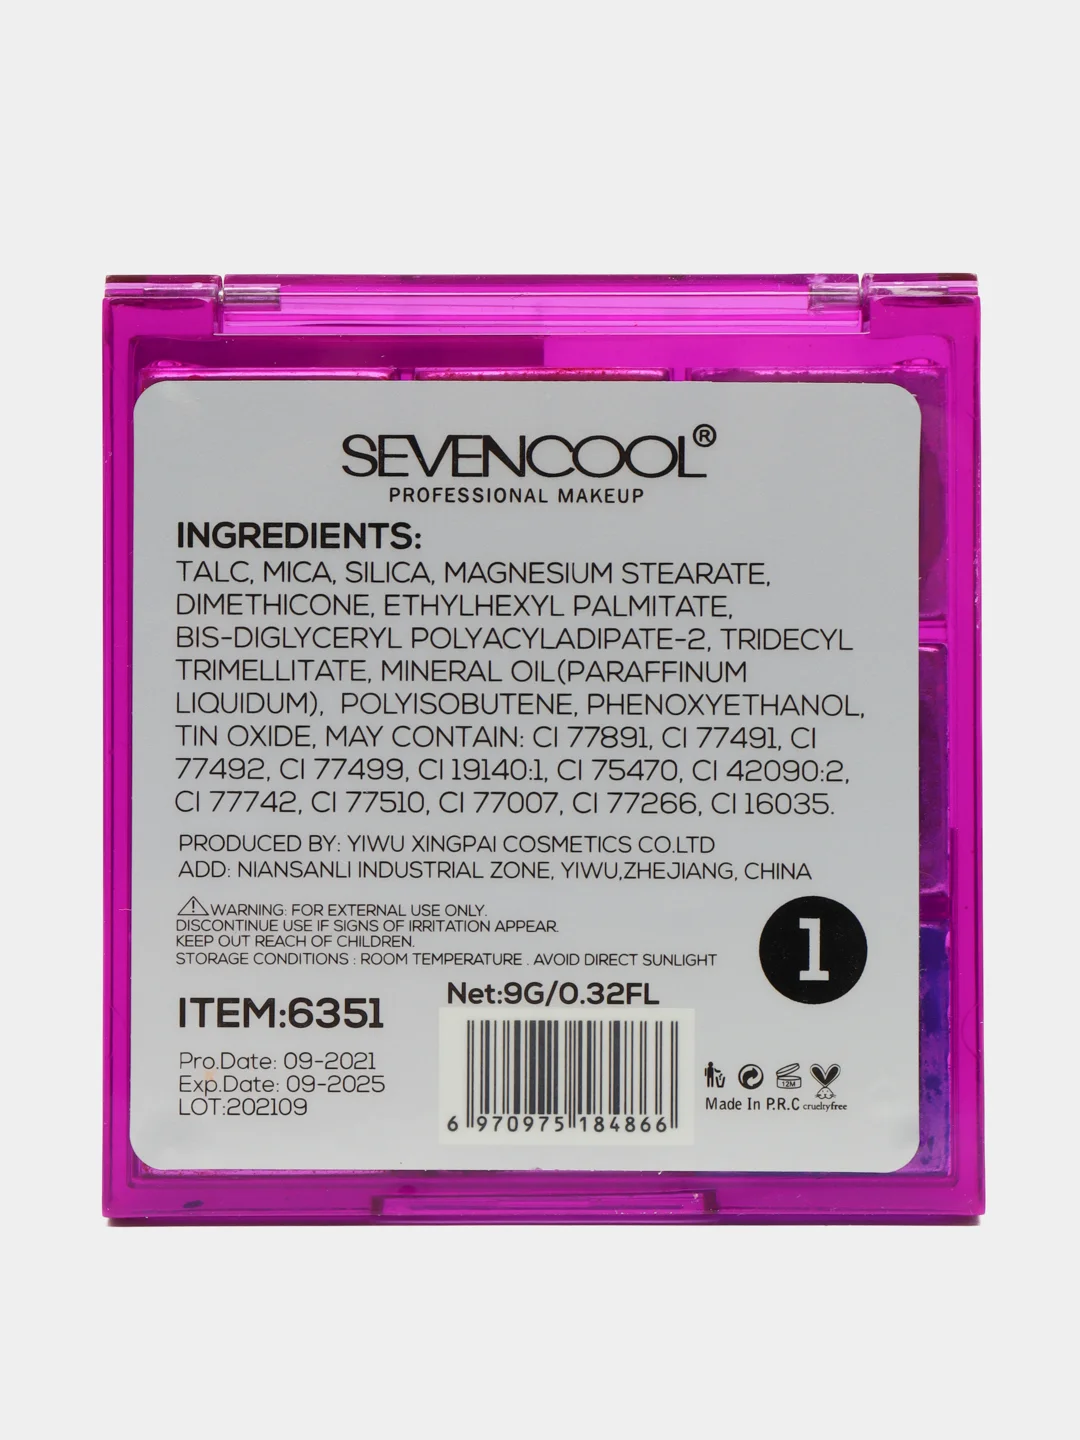 SEVENCOOL®
PROFESSIONAL MAKEUP
INGREDIENTS:
TALC, MICA, SILICA, MAGNESIUM STEARATE,
DIMETHICONE, ETHYLHEXYL PALMITATE,
BIS-DIGLYCERYL POLYACYLADIPATE-2, TRIDECYL
TRIMELLITATE, MINERAL OIL(PARAFFINUM
LIQUIDUM), POLYISOBUTENE, PHENOXYETHANOL,
TIN OXIDE, MAY CONTAIN: CI 77891, CI 77491, CI
77492, CI 77499, CI 19140:1, CI 75470, CI 42090:2,
CI 77742, CI 77510, CI 77007, CI 77266, CI 16035.
PRODUCED BY: YIWU XINGPAI COSMETICS CO.LTD
ADD: NIANSANLI INDUSTRIAL ZONE, YIWU,ZHEJIANG, CHINA
⚠WARNING: FOR EXTERNAL USE ONLY.
DISCONTINUE USE IF SIGNS OF IRRITATION APPEAR.
KEEP OUT REACH OF CHILDREN.
STORAGE CONDITIONS : ROOM TEMPERATURE . AVOID DIRECT SUNLIGHT
1
ITEM:6351
Net:9G/0.32FL
Pro.Date: 09-2021
Exp.Date: 09-2025
LOT:202109
6 970975 184866
12M
Made In P.R.C crueltyfree